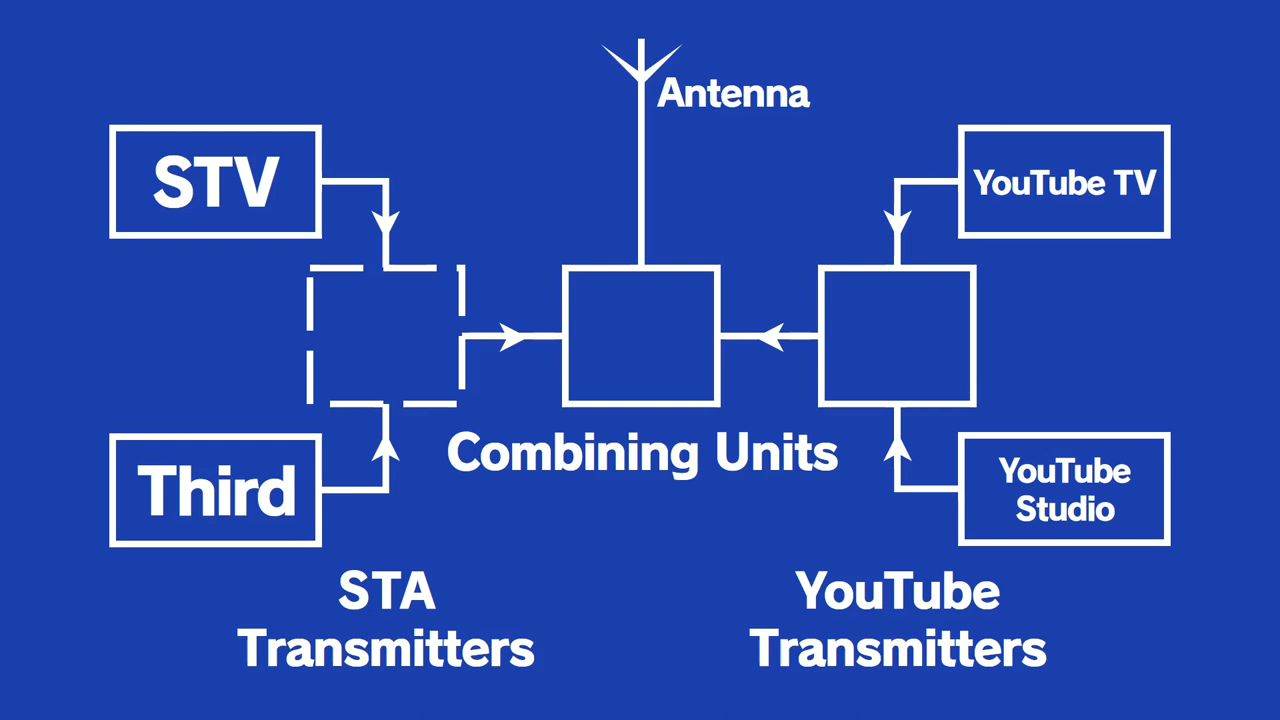 Antenna
STV
YouTube TV
Combining Units
Third
YouTube
Studio
STA
Transmitters
YouTube
Transmitters